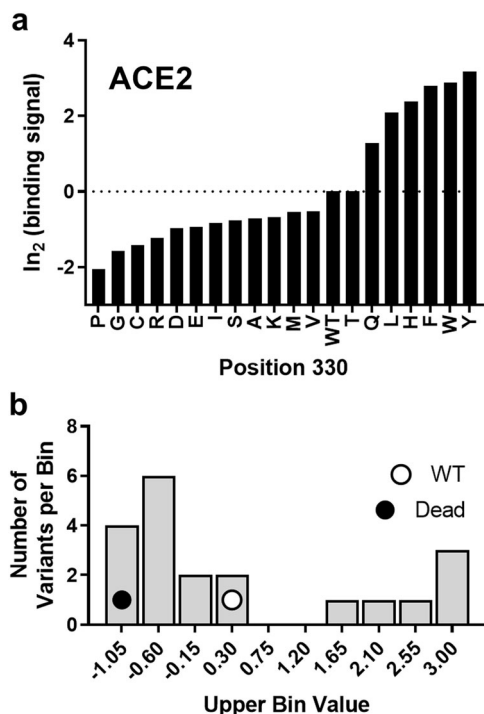 a
ACE2
ln₂ (binding signal)
4
2
0
-2
P G C R D E I S A K M V WT T Q L H F W Y
Position 330
b
Number of
Variants per Bin
8
6
4
2
0
WT
Dead
-1.05 -0.60 -0.15 0.30 0.75 1.20 1.65 2.10 2.55 3.00
Upper Bin Value